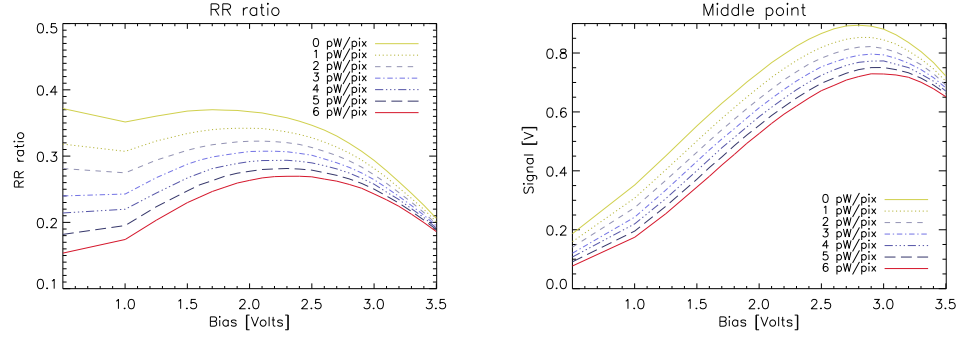 RR ratio
0.5
0.4
0.3
0.2
0.1
RR ratio
0 pW/pix
1 pW/pix
2 pW/pix
3 pW/pix
4 pW/pix
5 pW/pix
6 pW/pix
1.0 1.5 2.0 2.5 3.0 3.5
Bias [Volts]
Middle point
0.8
0.6
0.4
0.2
0.0
Signal [V]
0 pW/pix
1 pW/pix
2 pW/pix
3 pW/pix
4 pW/pix
5 pW/pix
6 pW/pix
1.0 1.5 2.0 2.5 3.0 3.5
Bias [Volts]